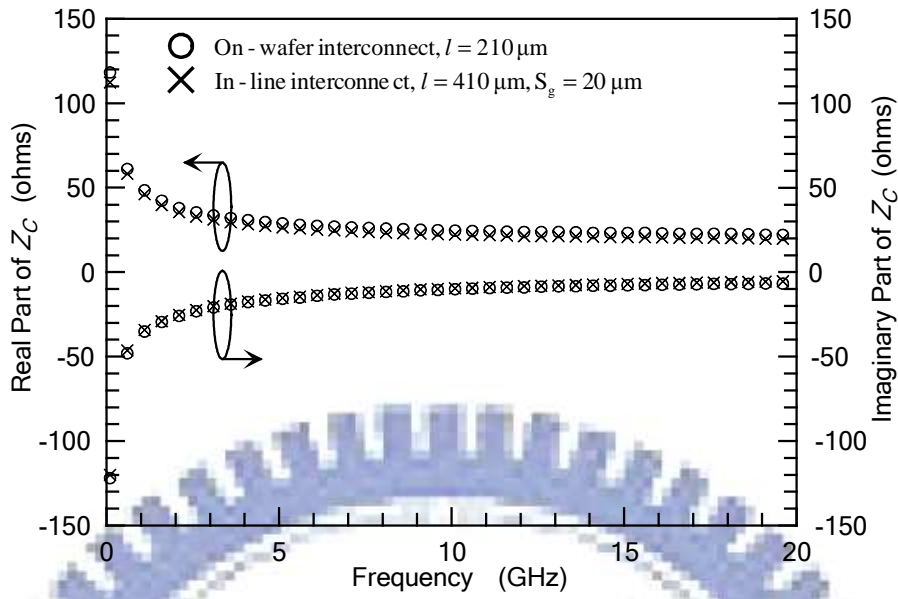 On - wafer interconnect, l = 210 µm
In - line interconne ct, l = 410 µm, Sg = 20 µm
150
100
50
0
-50
-100
-150
Real Part of ZC (ohms)
150
100
50
0
-50
-100
-150
Imaginary Part of ZC (ohms)
0 5 10 15 20
Frequency (GHz)